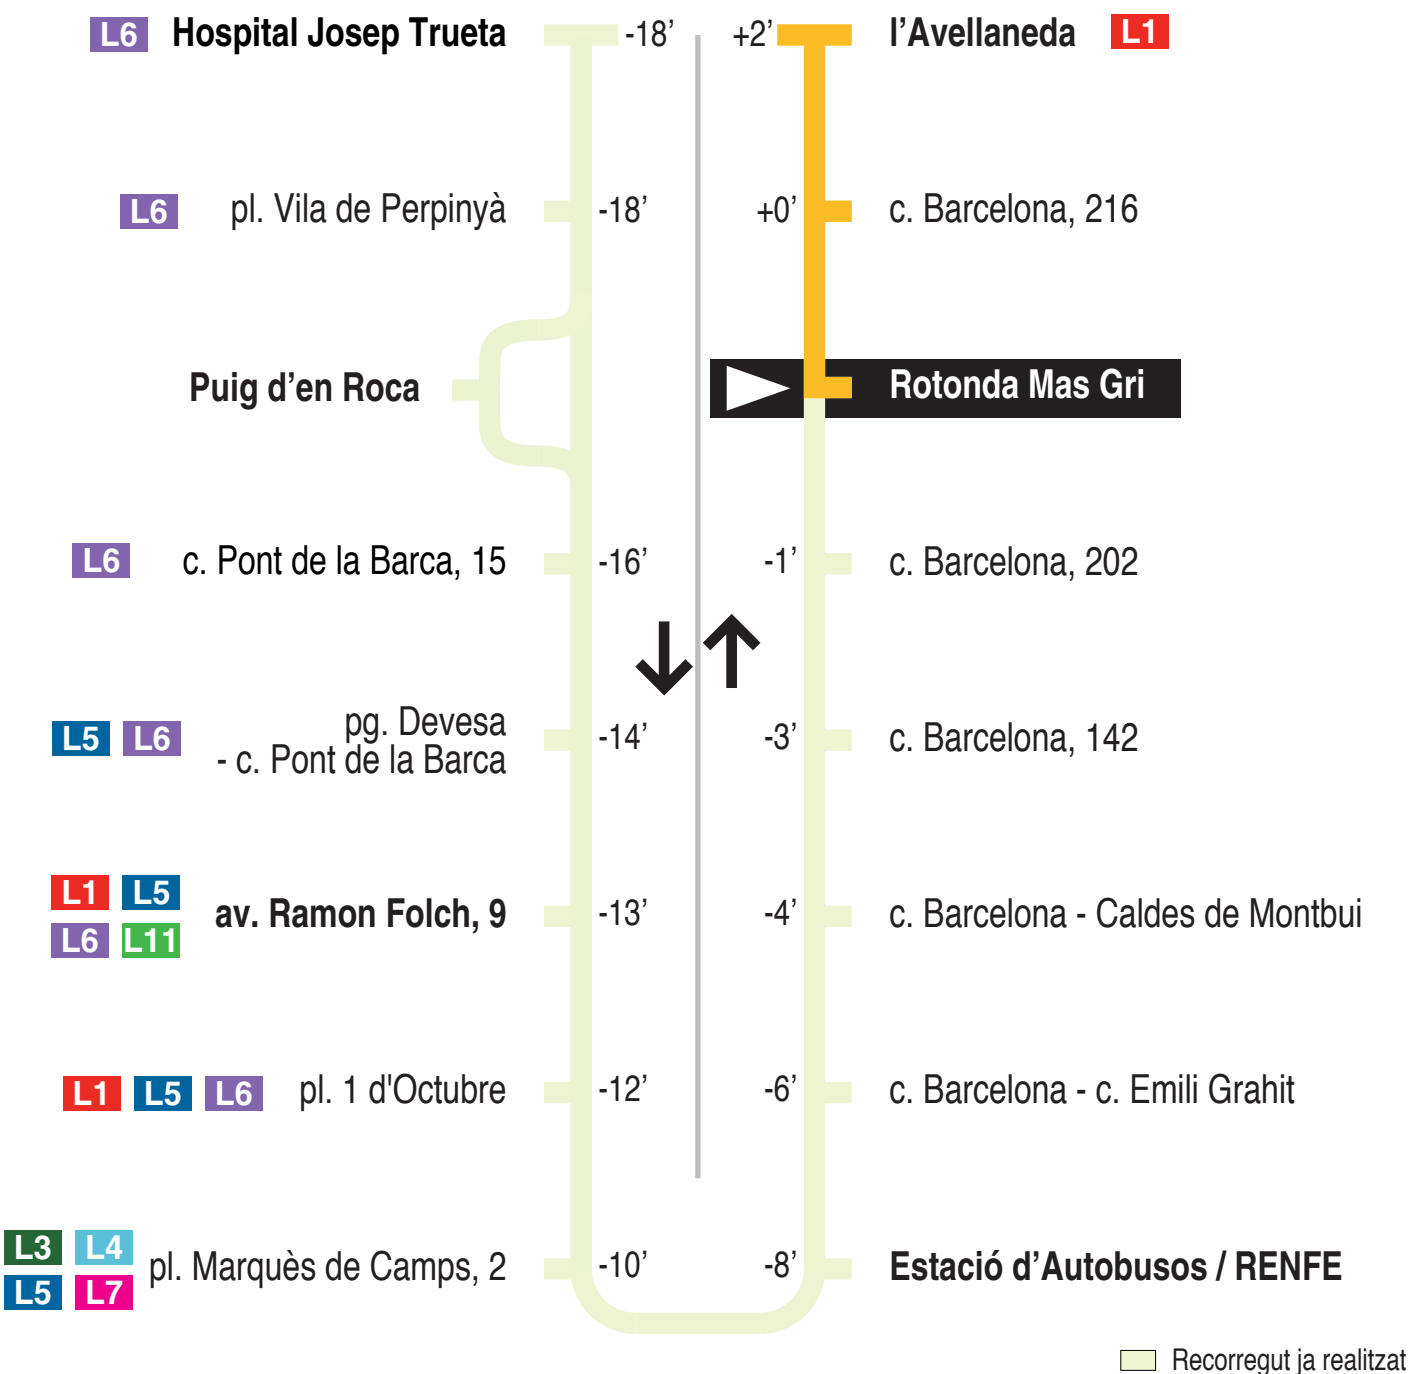 L6 Hospital Josep Trueta -18’
L6 pl. Vila de Perpinyà -18’
Puig d’en Roca
L6 c. Pont de la Barca, 15 -16’
L5 L6 pg. Devesa
- c. Pont de la Barca -14’
L1 L5
L6 L11
av. Ramon Folch, 9 -13’
L1 L5 L6 pl. 1 d'Octubre -12’
L3 L4
L5 L7
pl. Marquès de Camps, 2 -10’
+2’ l’Avellaneda L1
+0’ c. Barcelona, 216
Rotonda Mas Gri
-1’ c. Barcelona, 202
-3’ c. Barcelona, 142
-4’ c. Barcelona - Caldes de Montbui
-6’ c. Barcelona - c. Emili Grahit
-8’ Estació d’Autobusos / RENFE
Recorregut ja realitzat